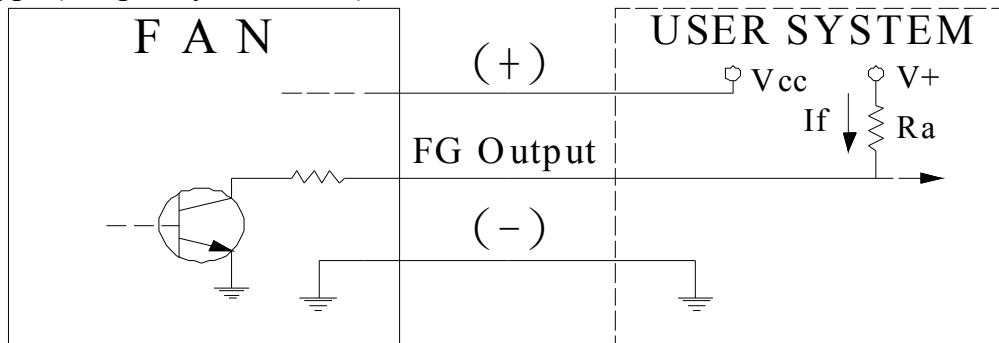 F A N
USER SYSTEM
(+)
Vcc
V+
If
Ra
FG Output
(-)